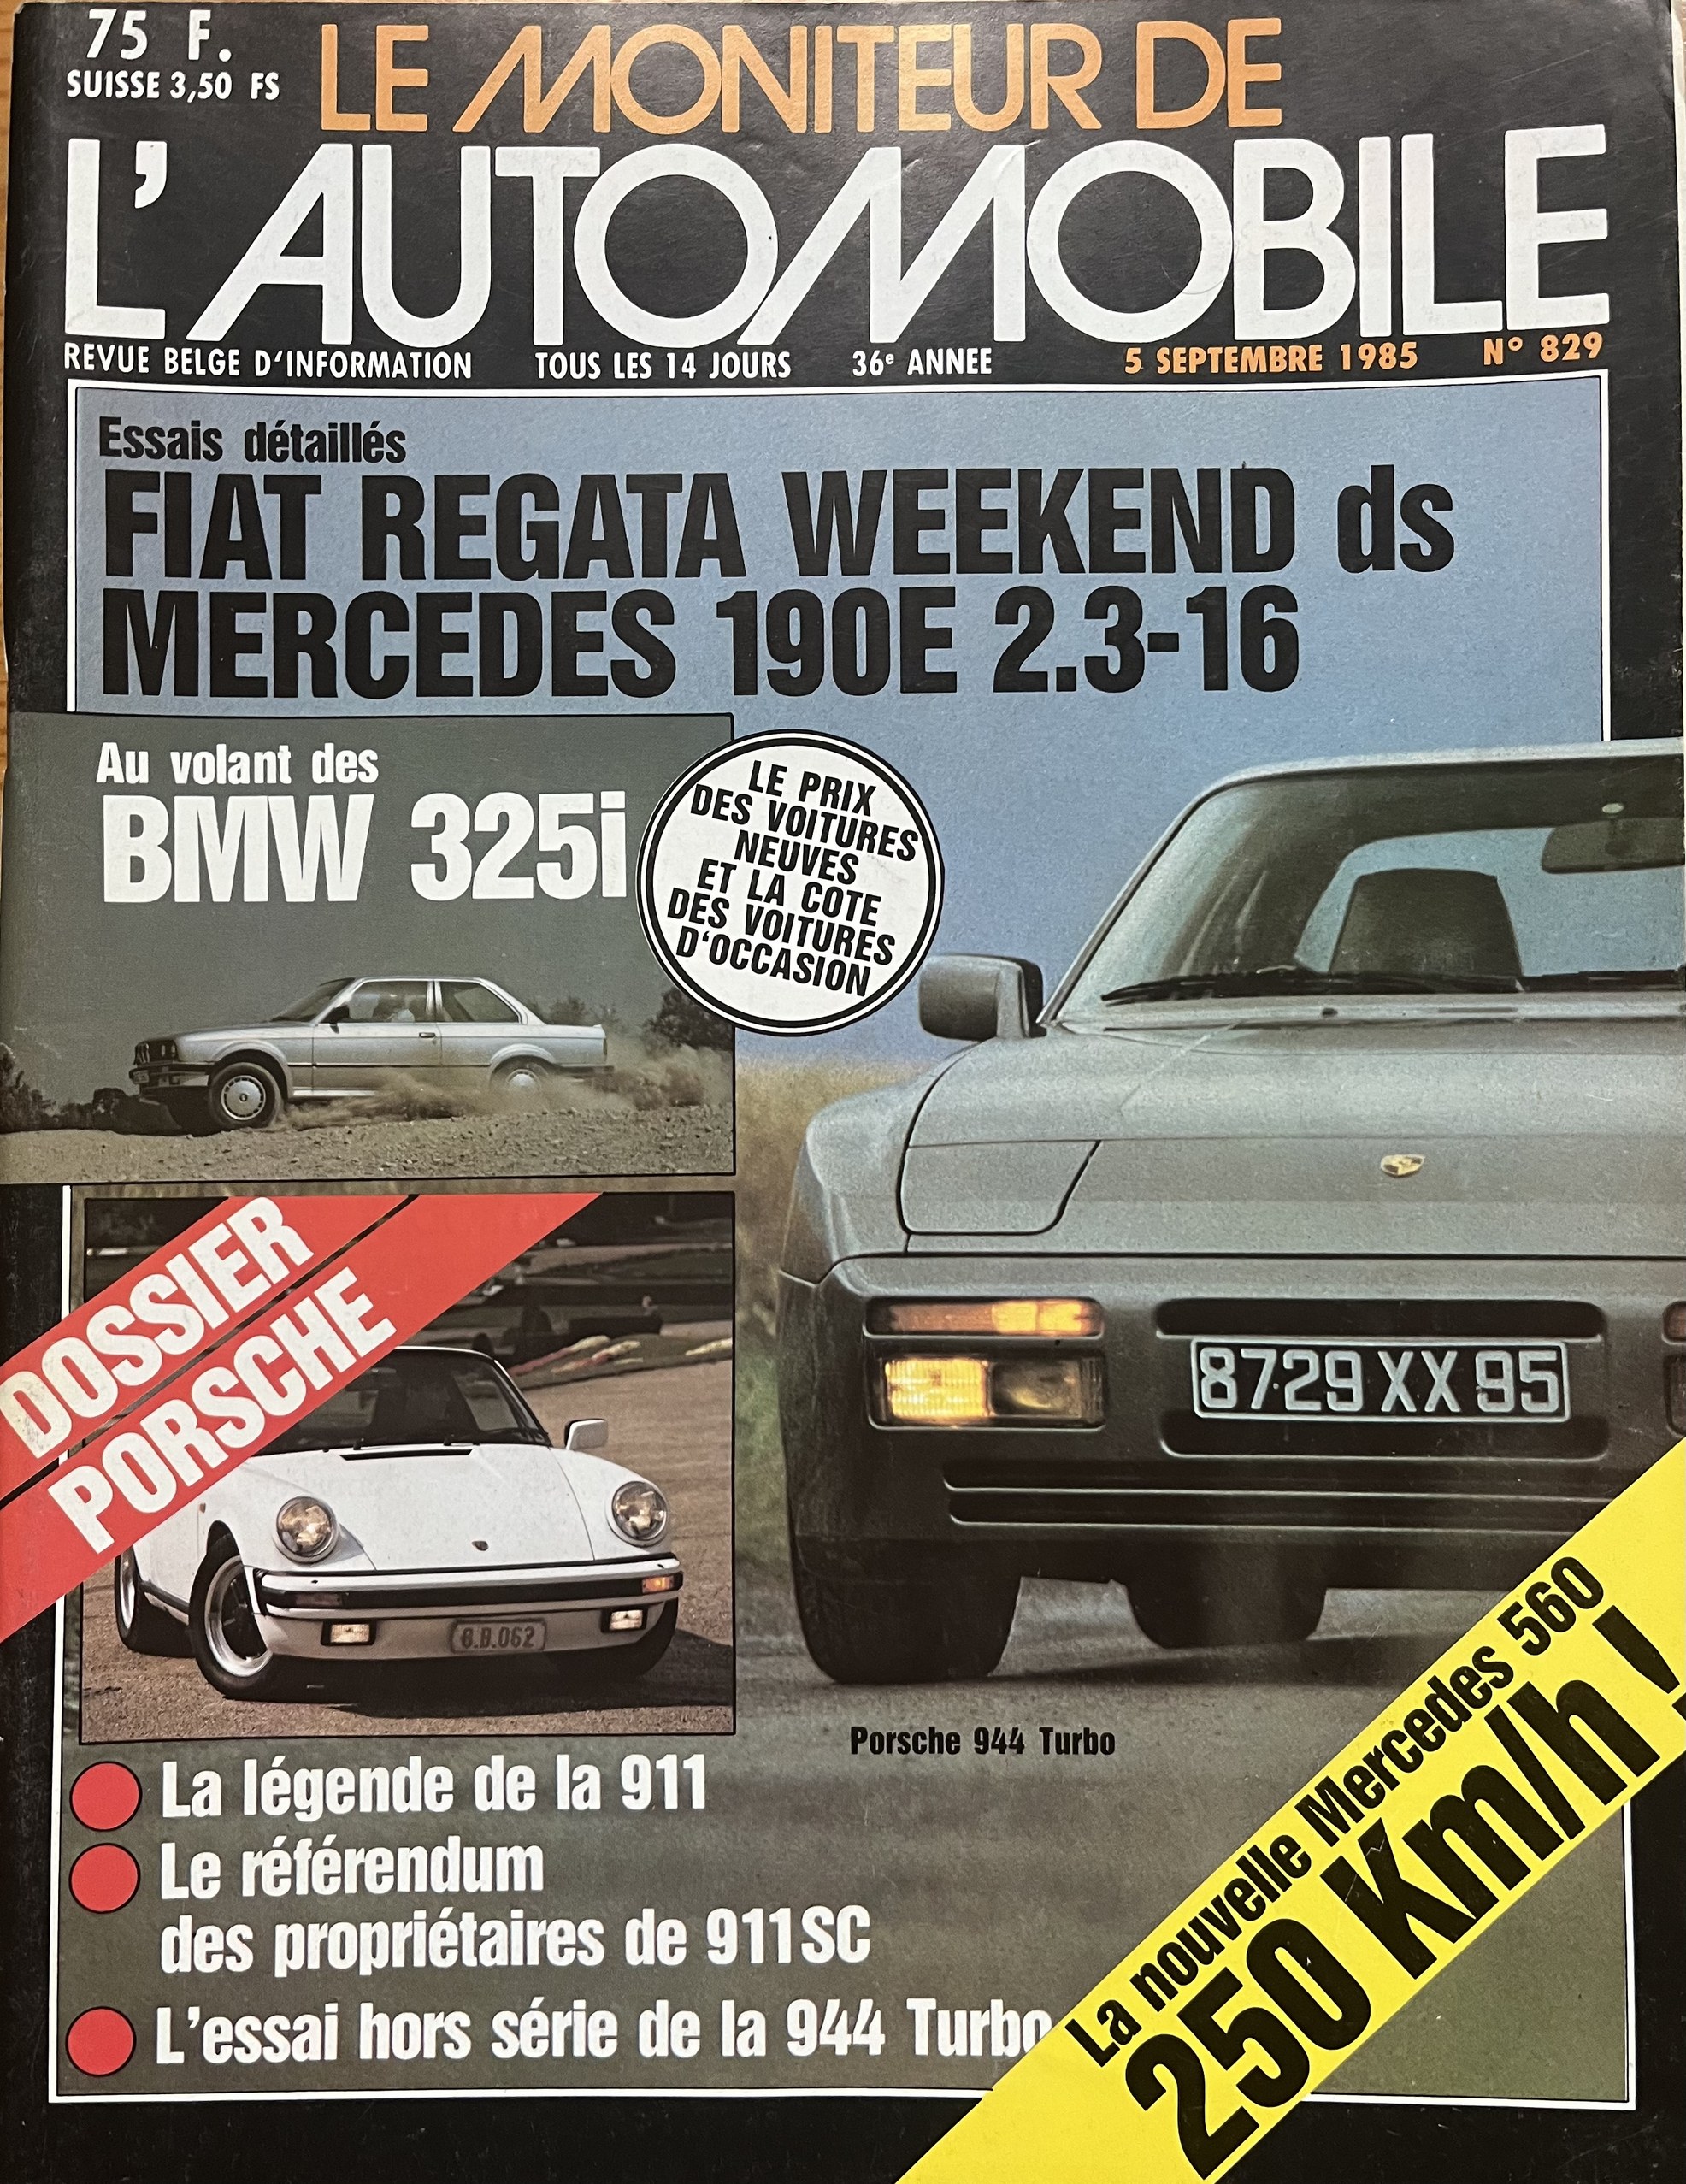 75 F.
SUISSE 3,50 FS
LE MONITEUR DE
L'AUTOMOBILE
REVUE BELGE D'INFORMATION TOUS LES 14 JOURS 36e ANNEE 5 SEPTEMBRE 1985 N° 829
Essais détaillés
FIAT REGATA WEEKEND ds
MERCEDES 190E 2.3-16
Au volant des
BMW 325i
LE PRIX
DES VOITURES
NEUVES
ET LA COTE
DES VOITURES
D'OCCASION
DOSSIER
PORSCHE
8729 XX 95
8.B.062
Porsche 944 Turbo
La légende de la 911
Le référendum
des propriétaires de 911SC
L'essai hors série de la 944 Turbo
La nouvelle Mercedes 560
250 Km/h !